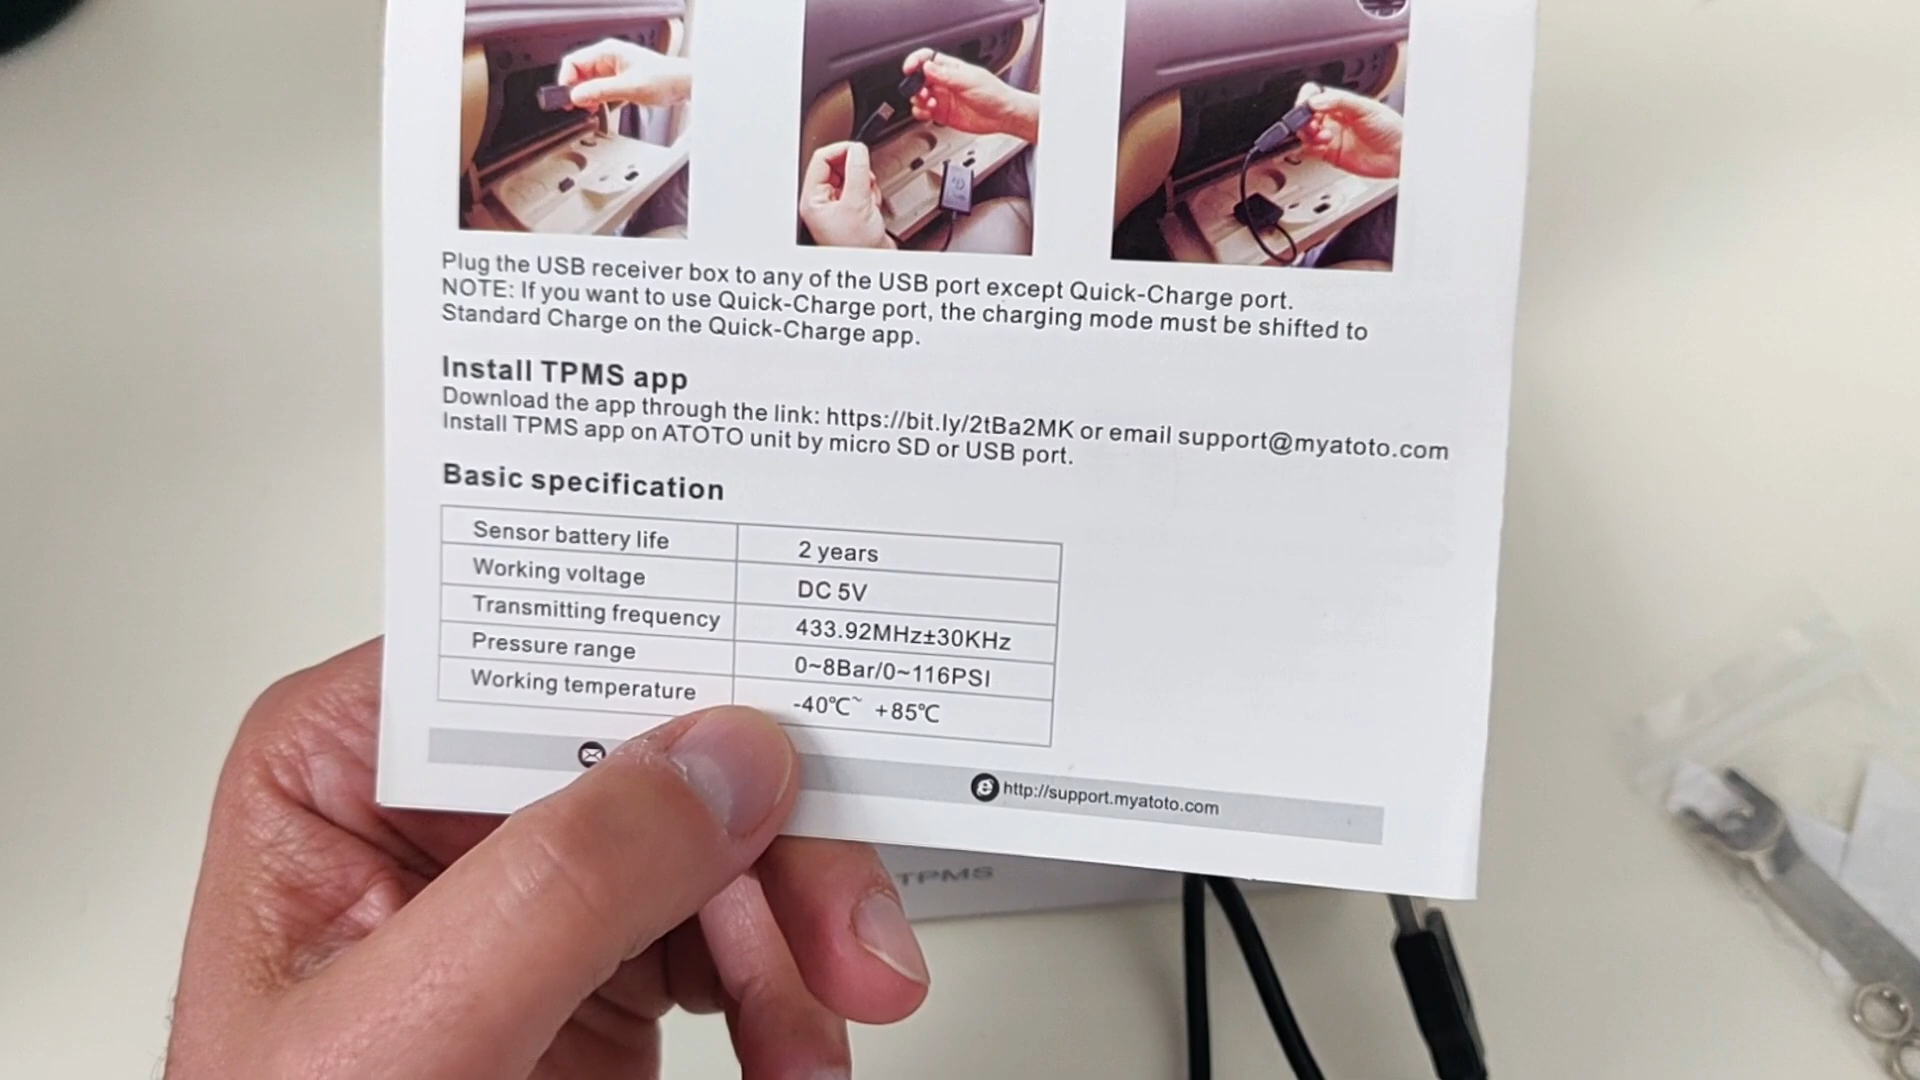 Plug the USB receiver box to any of the USB port except Quick-Charge port.
NOTE: If you want to use Quick-Charge port, the charging mode must be shifted to
Standard Charge on the Quick-Charge app.
Install TPMS app
Download the app through the link: https://bit.ly/2tBa2MK or email support@myatoto.com
Install TPMS app on ATOTO unit by micro SD or USB port.
Basic specification
Sensor battery life 2 years
Working voltage DC 5V
Transmitting frequency 433.92MHz±30KHz
Pressure range 0~8Bar/0~116PSI
Working temperature -40℃~ +85℃
http://support.myatoto.com
TPMS